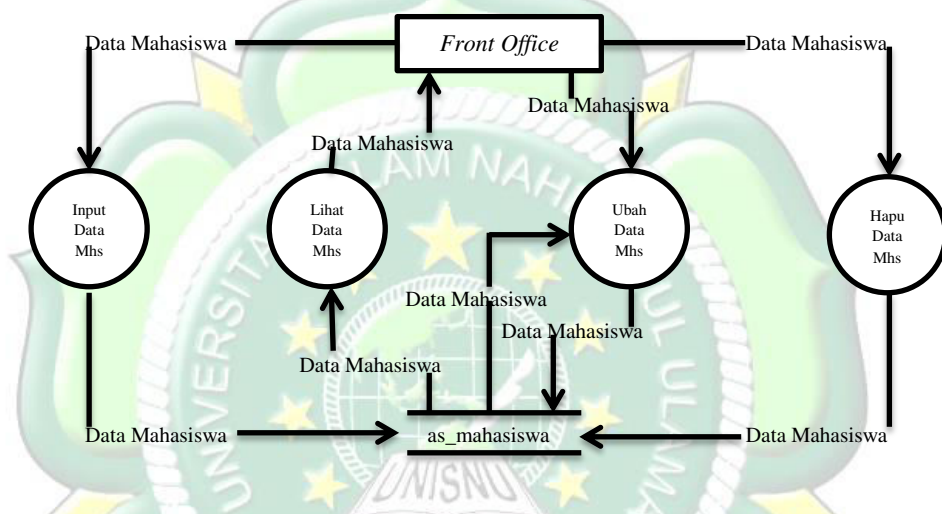 Data Mahasiswa
Front Office
Data Mahasiswa
Data Mahasiswa
Data Mahasiswa
Input
Data
Mhs
Lihat
Data
Mhs
Ubah
Data
Mhs
Hapu
Data
Mhs
Data Mahasiswa
Data Mahasiswa
Data Mahasiswa
Data Mahasiswa
as_mahasiswa
Data Mahasiswa
UNISNU